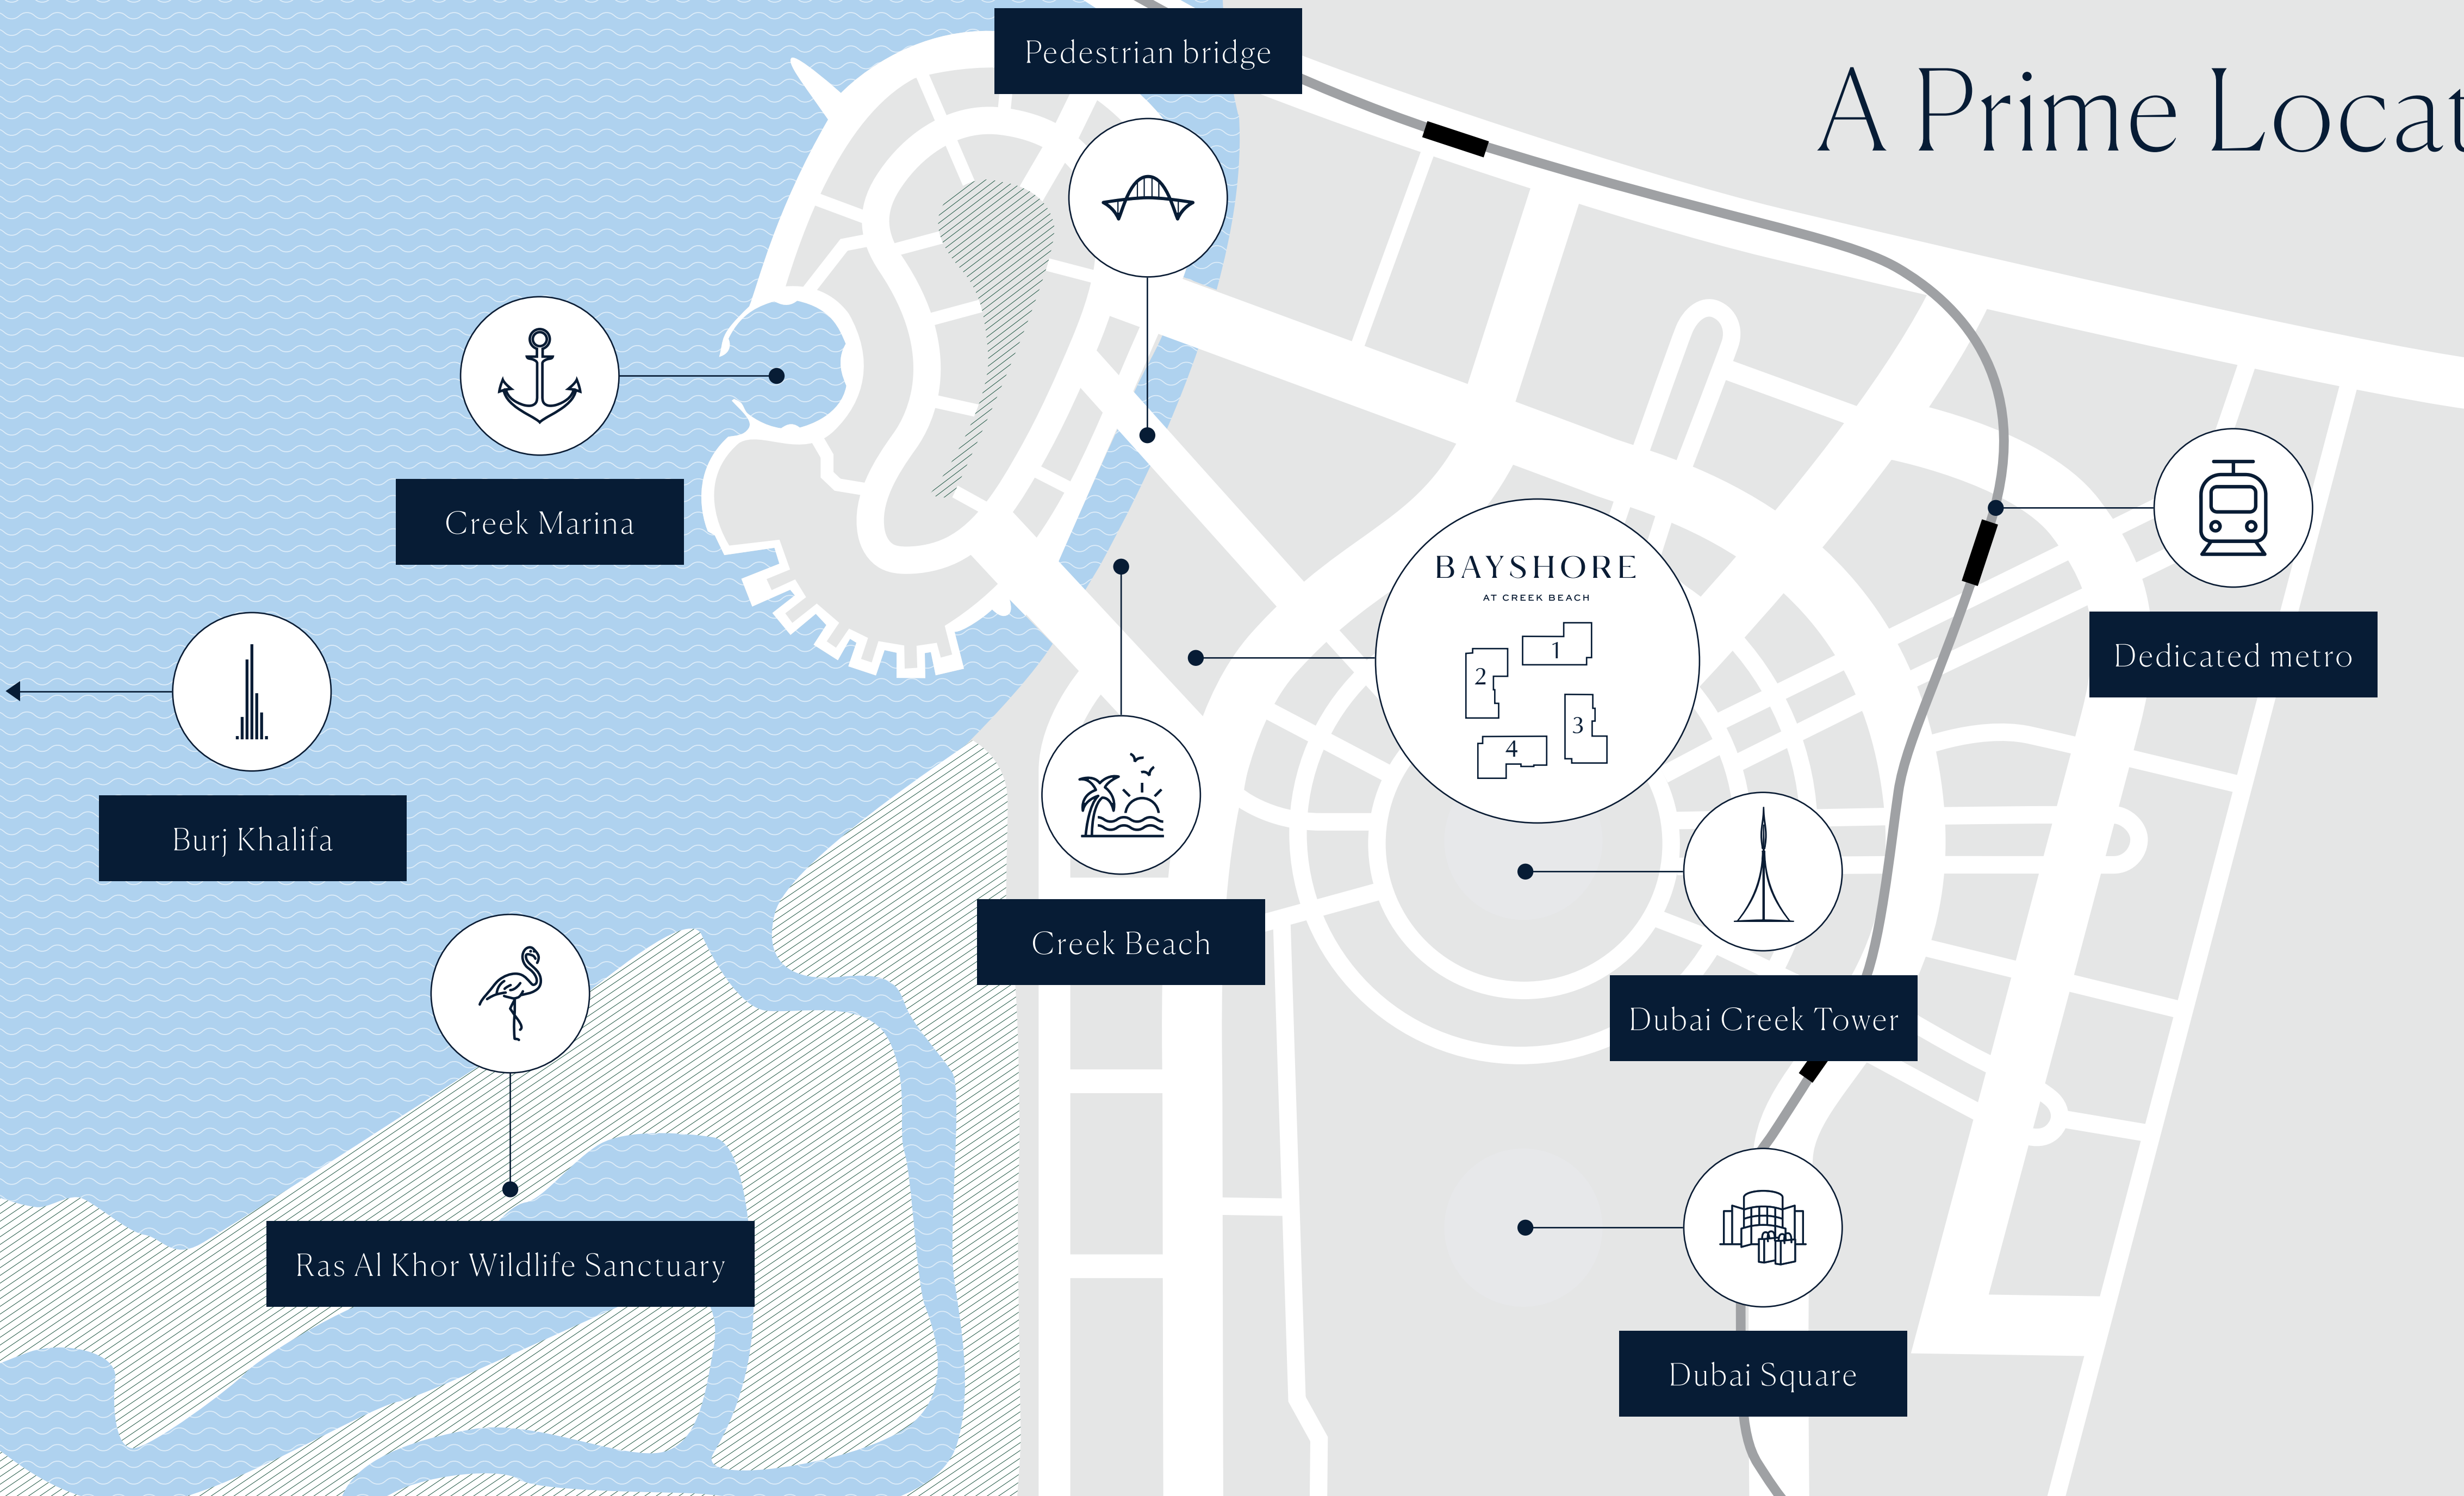 Pedestrian bridge
A Prime Locat
Creek Marina
BAYSHORE
AT CREEK BEACH
1
2
3
4
Dedicated metro
Burj Khalifa
Creek Beach
Dubai Creek Tower
Ras Al Khor Wildlife Sanctuary
Dubai Square